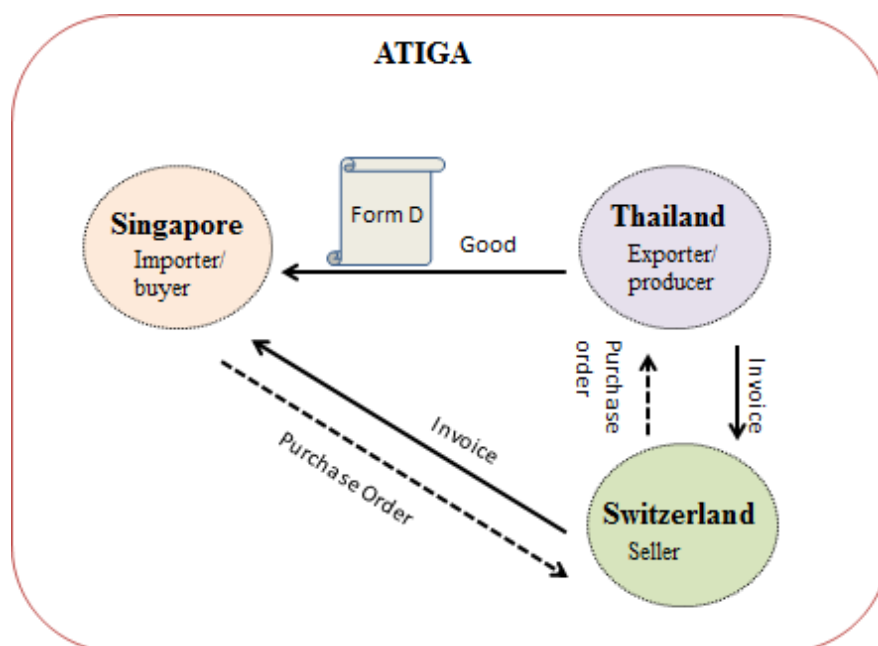 ATIGA
Singapore
Importer/
buyer
Form D
Good
Thailand
Exporter/
producer
Purchase
order
Invoice
Invoice
Purchase Order
Switzerland
Seller